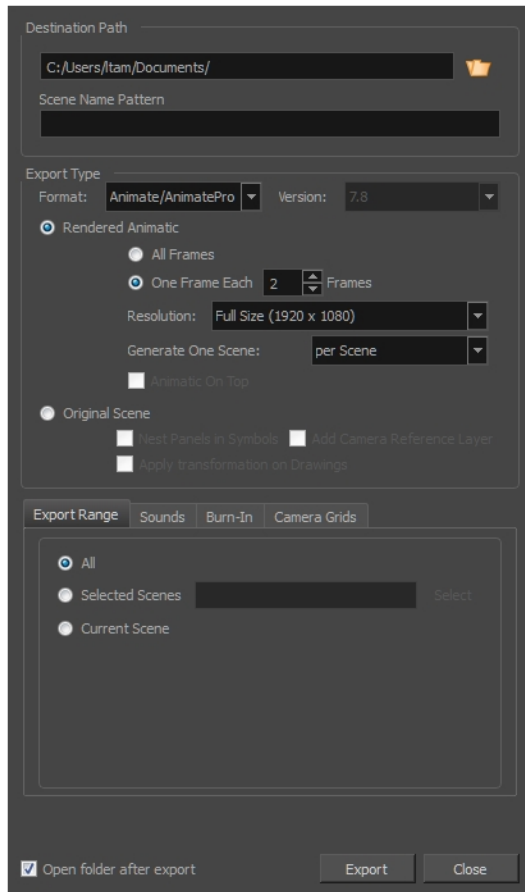 Destination Path
C:/Users/ltam/Documents/
Scene Name Pattern
Export Type
Format: Animate/AnimatePro Version: 7.8
Rendered Animatic
All Frames
One Frame Each 2 Frames
Resolution: Full Size (1920 x 1080)
Generate One Scene: per Scene
Animatic On Top
Original Scene
Nest Panels in Symbols Add Camera Reference Layer
Apply transformation on Drawings
Export Range Sounds Burn-In Camera Grids
All
Selected Scenes Select
Current Scene
Open folder after export Export Close